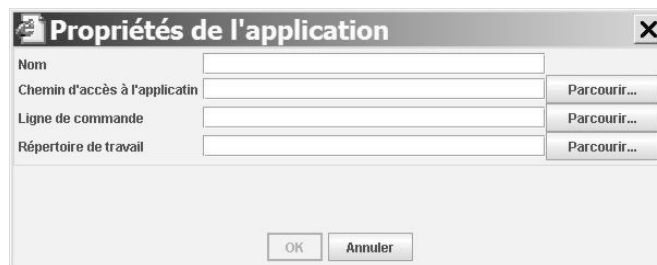 Propriétés de l'application
Nom
Chemin d'accès à l'applicatin Parcourir...
Ligne de commande Parcourir...
Répertoire de travail Parcourir...
OK Annuler